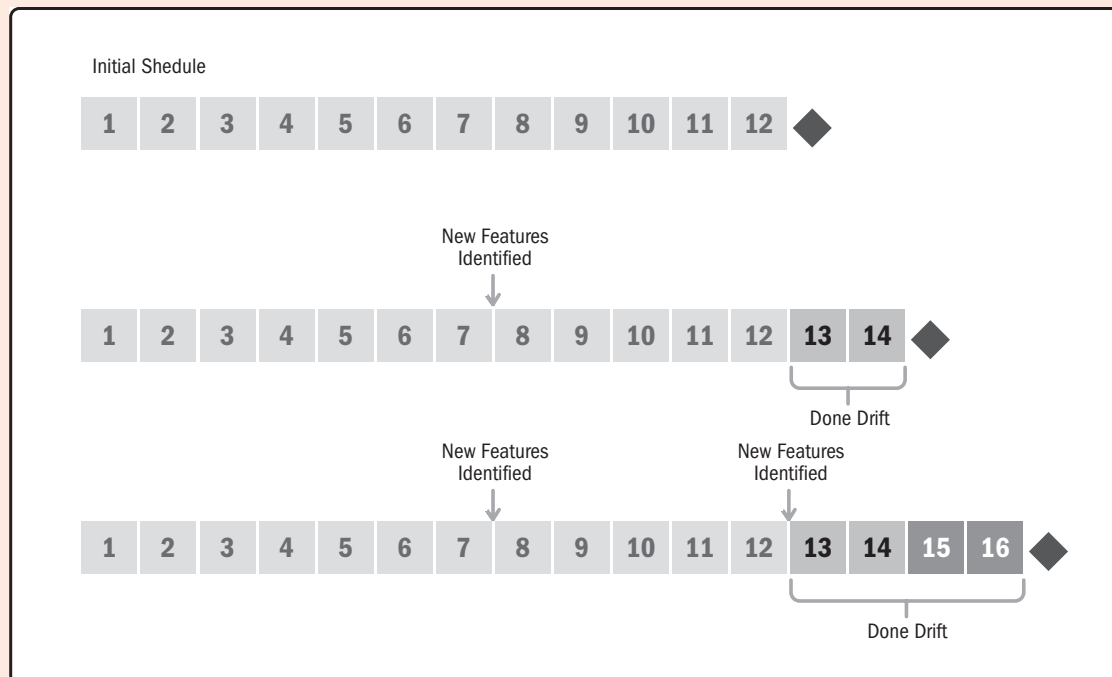 Initial Shedule
1 2 3 4 5 6 7 8 9 10 11 12
New Features
Identified
1 2 3 4 5 6 7 8 9 10 11 12 13 14
Done Drift
New Features
Identified
New Features
Identified
1 2 3 4 5 6 7 8 9 10 11 12 13 14 15 16
Done Drift